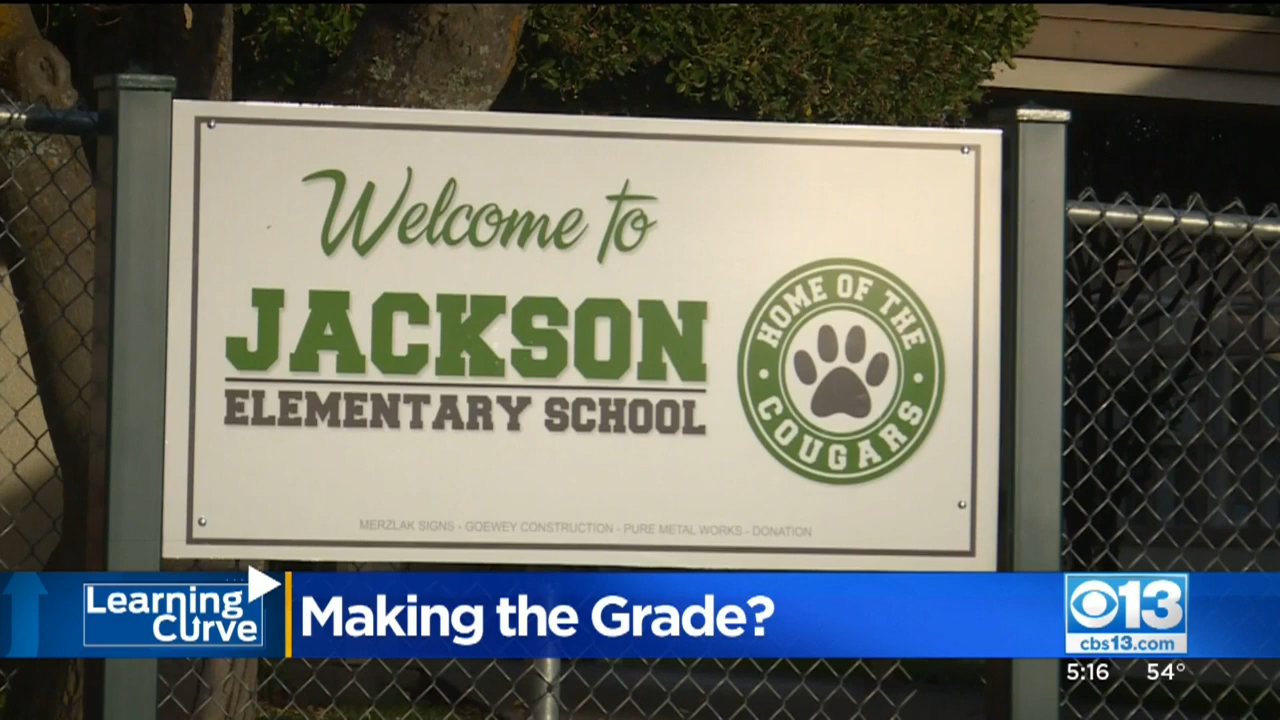 Welcome to
JACKSON
ELEMENTARY SCHOOL
HOME OF THE
COUGARS
MERZLAK SIGNS - GOEWEY CONSTRUCTION - PURE METAL WORKS - DONATION
Learning
Curve
Making the Grade?
13
cbs13.com
5:16 54°